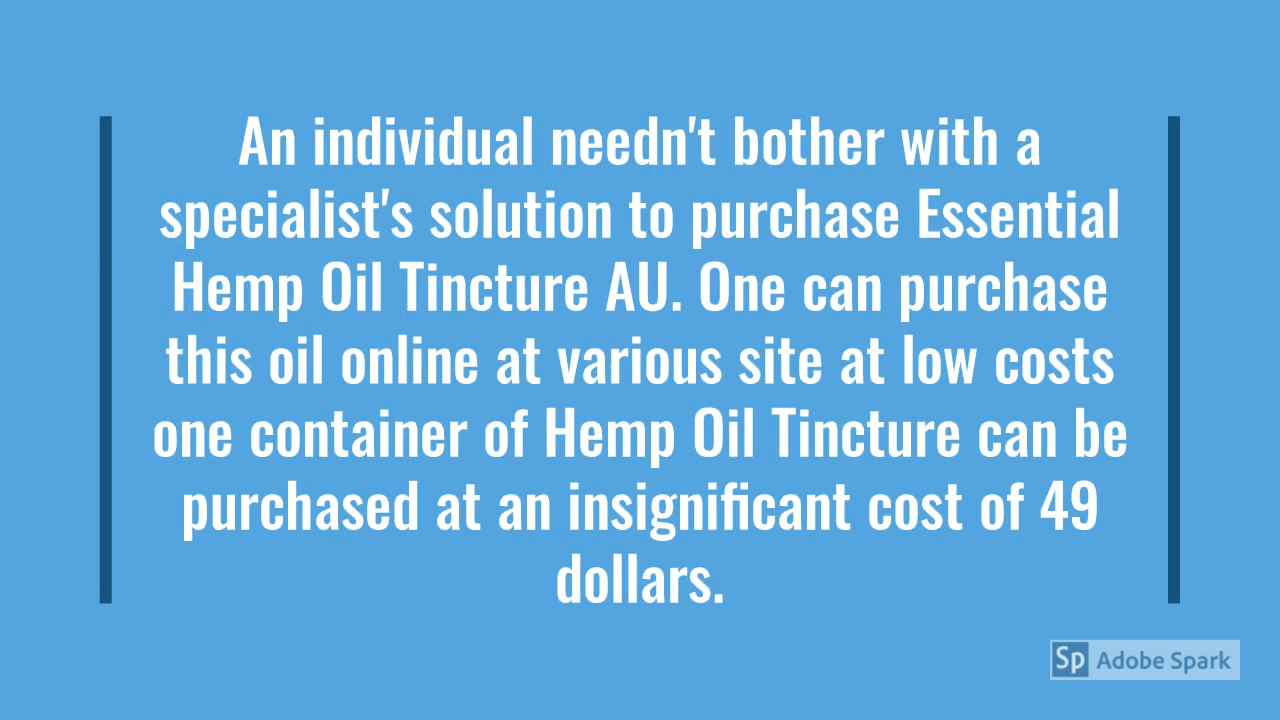 An individual needn't bother with a
specialist's solution to purchase Essential
Hemp Oil Tincture AU. One can purchase
this oil online at various site at low costs
one container of Hemp Oil Tincture can be
purchased at an insignificant cost of 49
dollars.
Sp Adobe Spark